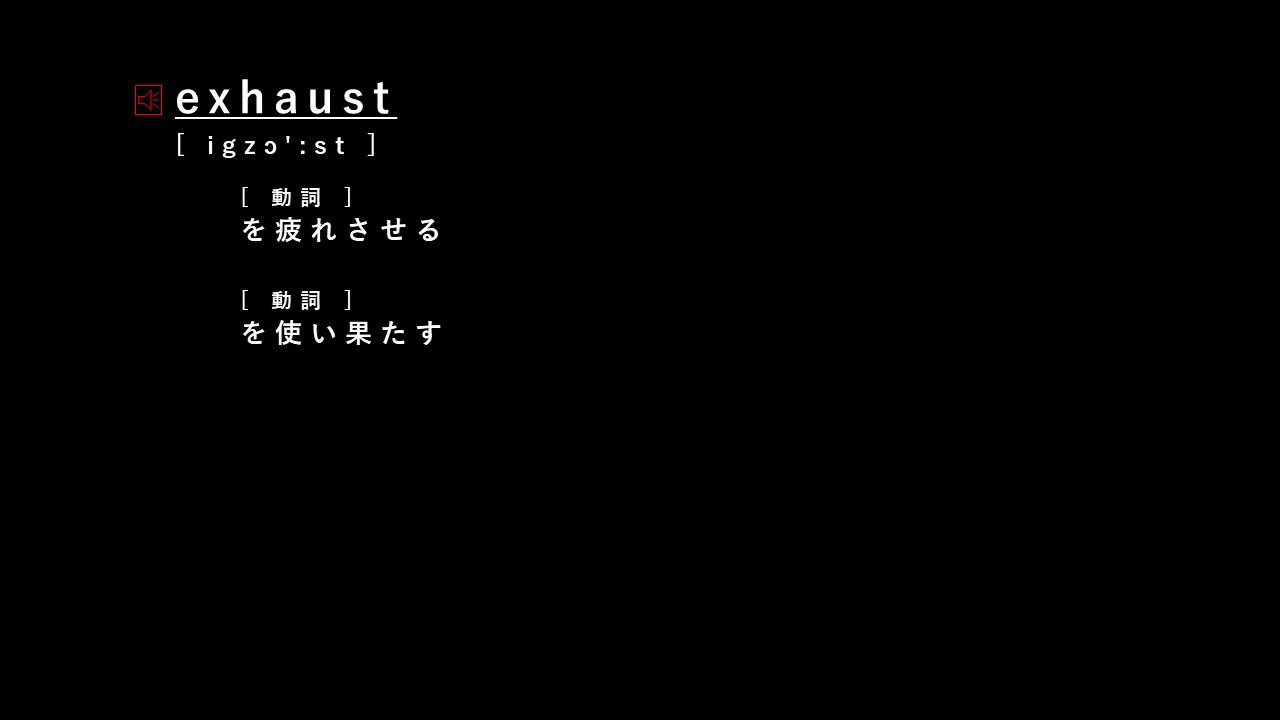 exhaust
[ igzɔ':st ]
[ 動詞 ]
を疲れさせる
[ 動詞 ]
を使い果たす